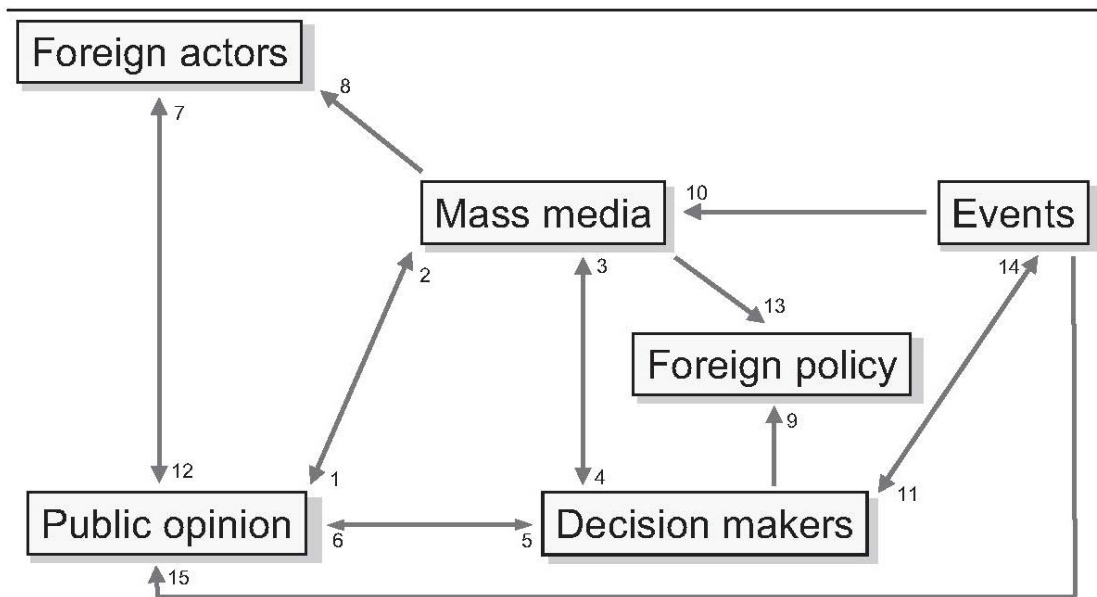 Foreign actors
8
7
Mass media
10
Events
2
3
14
13
Foreign policy
9
12
1
4
11
Public opinion
6
5
Decision makers
15